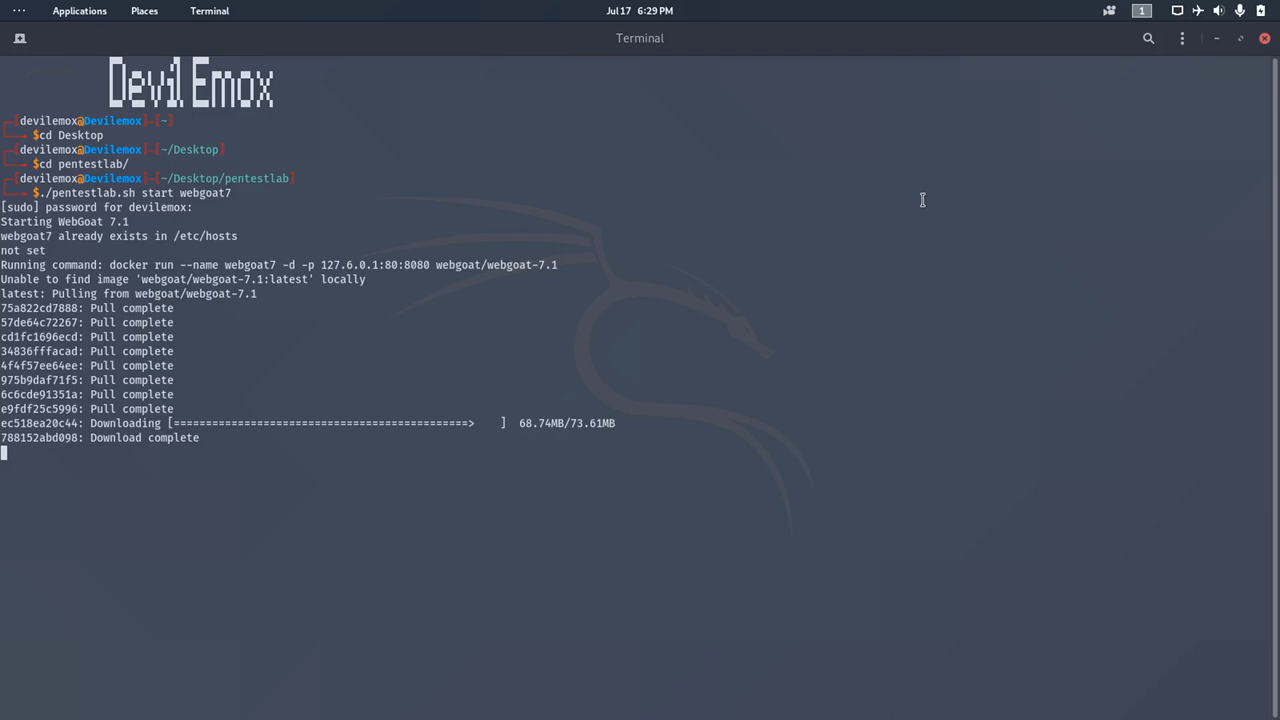 Applications Places Terminal Jul 17 6:29 PM 1
Terminal
Devil Emox
[devilemox@Devilemox]-[~]
$cd Desktop
[devilemox@Devilemox]-[~/Desktop]
$cd pentestlab/
[devilemox@Devilemox]-[~/Desktop/pentestlab]
$./pentestlab.sh start webgoat7
[sudo] password for devilemox:
Starting WebGoat 7.1
webgoat7 already exists in /etc/hosts
not set
Running command: docker run --name webgoat7 -d -p 127.6.0.1:80:8080 webgoat/webgoat-7.1
Unable to find image 'webgoat/webgoat-7.1:latest' locally
latest: Pulling from webgoat/webgoat-7.1
75a822cd7888: Pull complete
57de64c72267: Pull complete
cd1fc1696ecd: Pull complete
34836fffacad: Pull complete
4f4f57ee64ee: Pull complete
975b9daf71f5: Pull complete
6c6cde91351a: Pull complete
e9fdf25c5996: Pull complete
ec518ea20c44: Downloading [==============================================> ] 68.74MB/73.61MB
788152abd098: Download complete